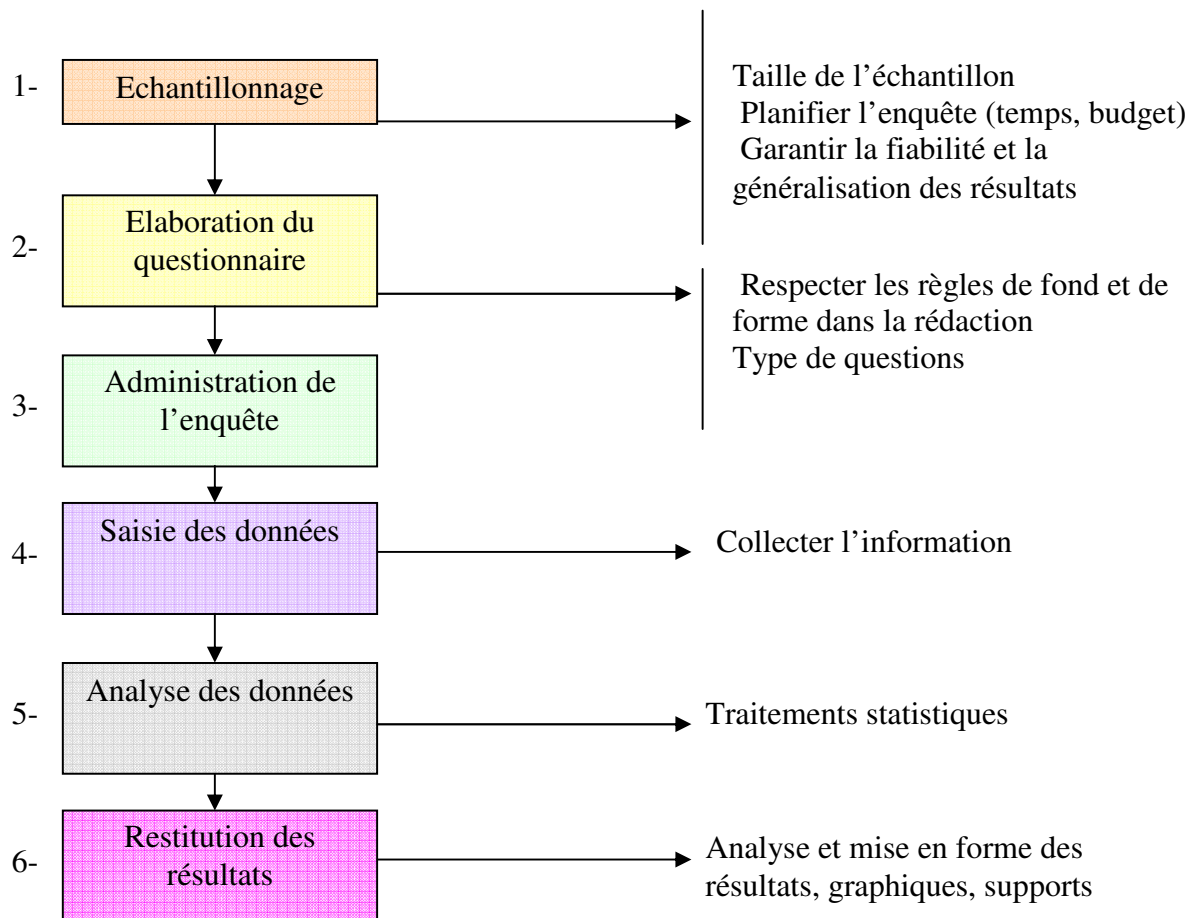 1-
Echantillonnage
Taille de l’échantillon
Planifier l’enquête (temps, budget)
Garantir la fiabilité et la
généralisation des résultats
2-
Elaboration du
questionnaire
Respecter les règles de fond et de
forme dans la rédaction
Type de questions
3-
Administration de
l’enquête
4-
Saisie des données
Collecter l’information
5-
Analyse des données
Traitements statistiques
6-
Restitution des
résultats
Analyse et mise en forme des
résultats, graphiques, supports